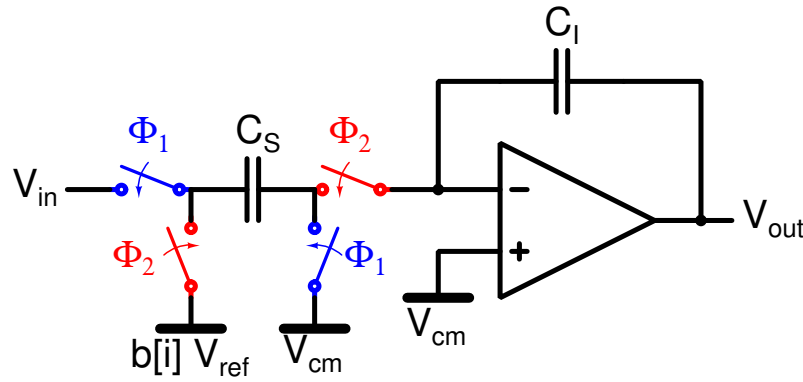 C_I
Φ_1
C_S
Φ_2
V_in
−
V_out
+
Φ_2
Φ_1
V_cm
b[i] V_ref
V_cm